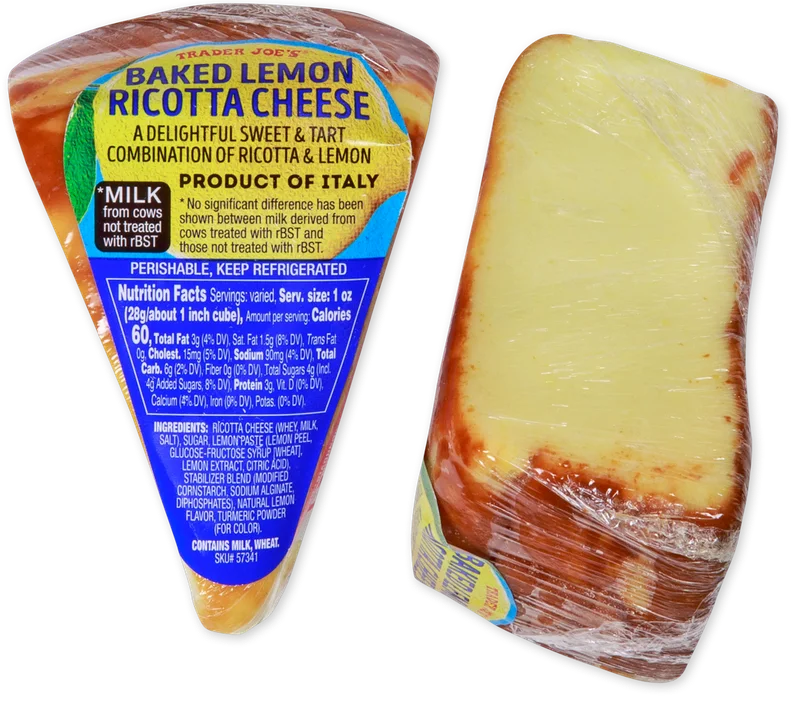 TRADER JOE'S
BAKED LEMON
RICOTTA CHEESE
A DELIGHTFUL SWEET & TART
COMBINATION OF RICOTTA & LEMON
PRODUCT OF ITALY
*MILK
from cows
not treated
with rBST
* No significant difference has been
shown between milk derived from
cows treated with rBST and
those not treated with rBST.
PERISHABLE, KEEP REFRIGERATED
Nutrition Facts Servings: varied, Serv. size: 1 oz
(28g/about 1 inch cube), Amount per serving: Calories
60, Total Fat 3g (4% DV), Sat. Fat 1.5g (8% DV), Trans Fat
0g, Cholest. 15mg (5% DV), Sodium 90mg (4% DV), Total
Carb. 6g (2% DV), Fiber 0g (0% DV), Total Sugars 4g (Incl.
4g Added Sugars, 8% DV), Protein 3g, Vit. D (0% DV),
Calcium (4% DV), Iron (0% DV), Potas. (0% DV).
INGREDIENTS: RICOTTA CHEESE (WHEY, MILK,
SALT), SUGAR, LEMON PASTE (LEMON PEEL,
GLUCOSE-FRUCTOSE SYRUP [WHEAT],
LEMON EXTRACT, CITRIC ACID),
STABILIZER BLEND (MODIFIED
CORNSTARCH, SODIUM ALGINATE,
DIPHOSPHATES), NATURAL LEMON
FLAVOR, TURMERIC POWDER
(FOR COLOR).
CONTAINS MILK, WHEAT.
SKU# 57341